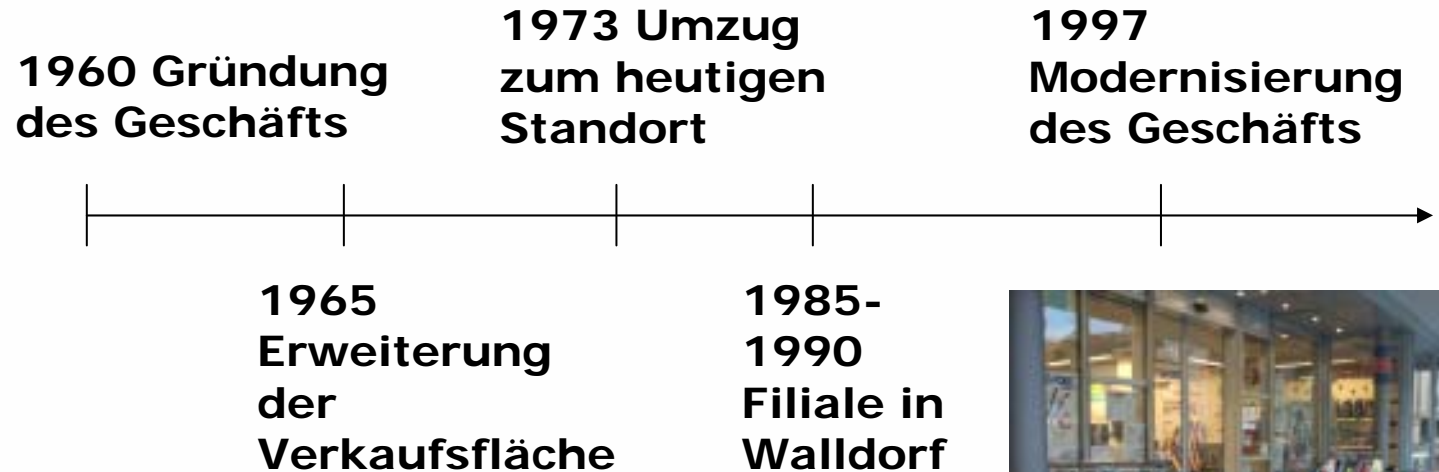 1960 Gründung
des Geschäfts
1973 Umzug
zum heutigen
Standort
1997
Modernisierung
des Geschäfts
1965
Erweiterung
der
Verkaufsfläche
1985-
1990
Filiale in
Walldorf